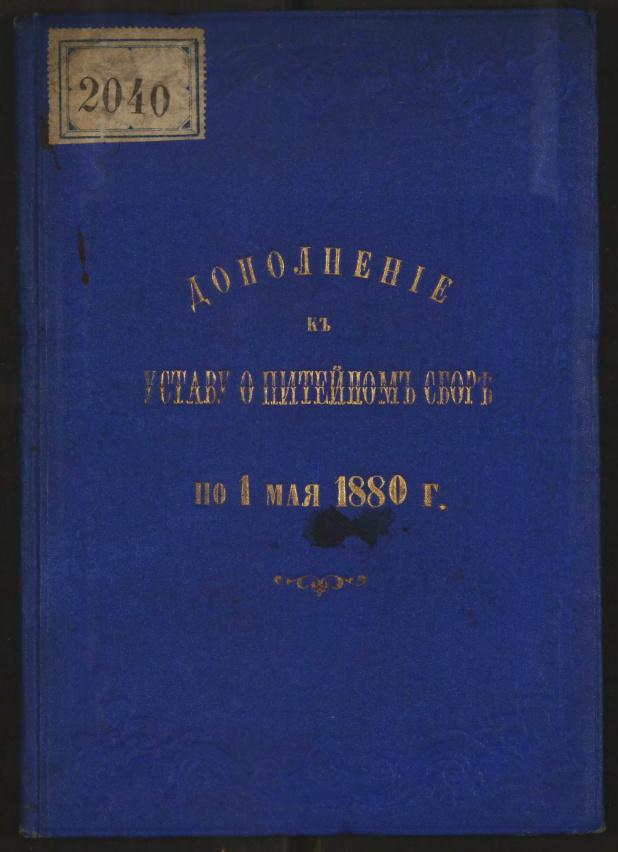 2040
ДОПОЛНЕНІЕ
КЪ
УСТАВУ О ПИТЕЙНОМЪ СБОРѢ
ПО 1 МАЯ 1880 Г.